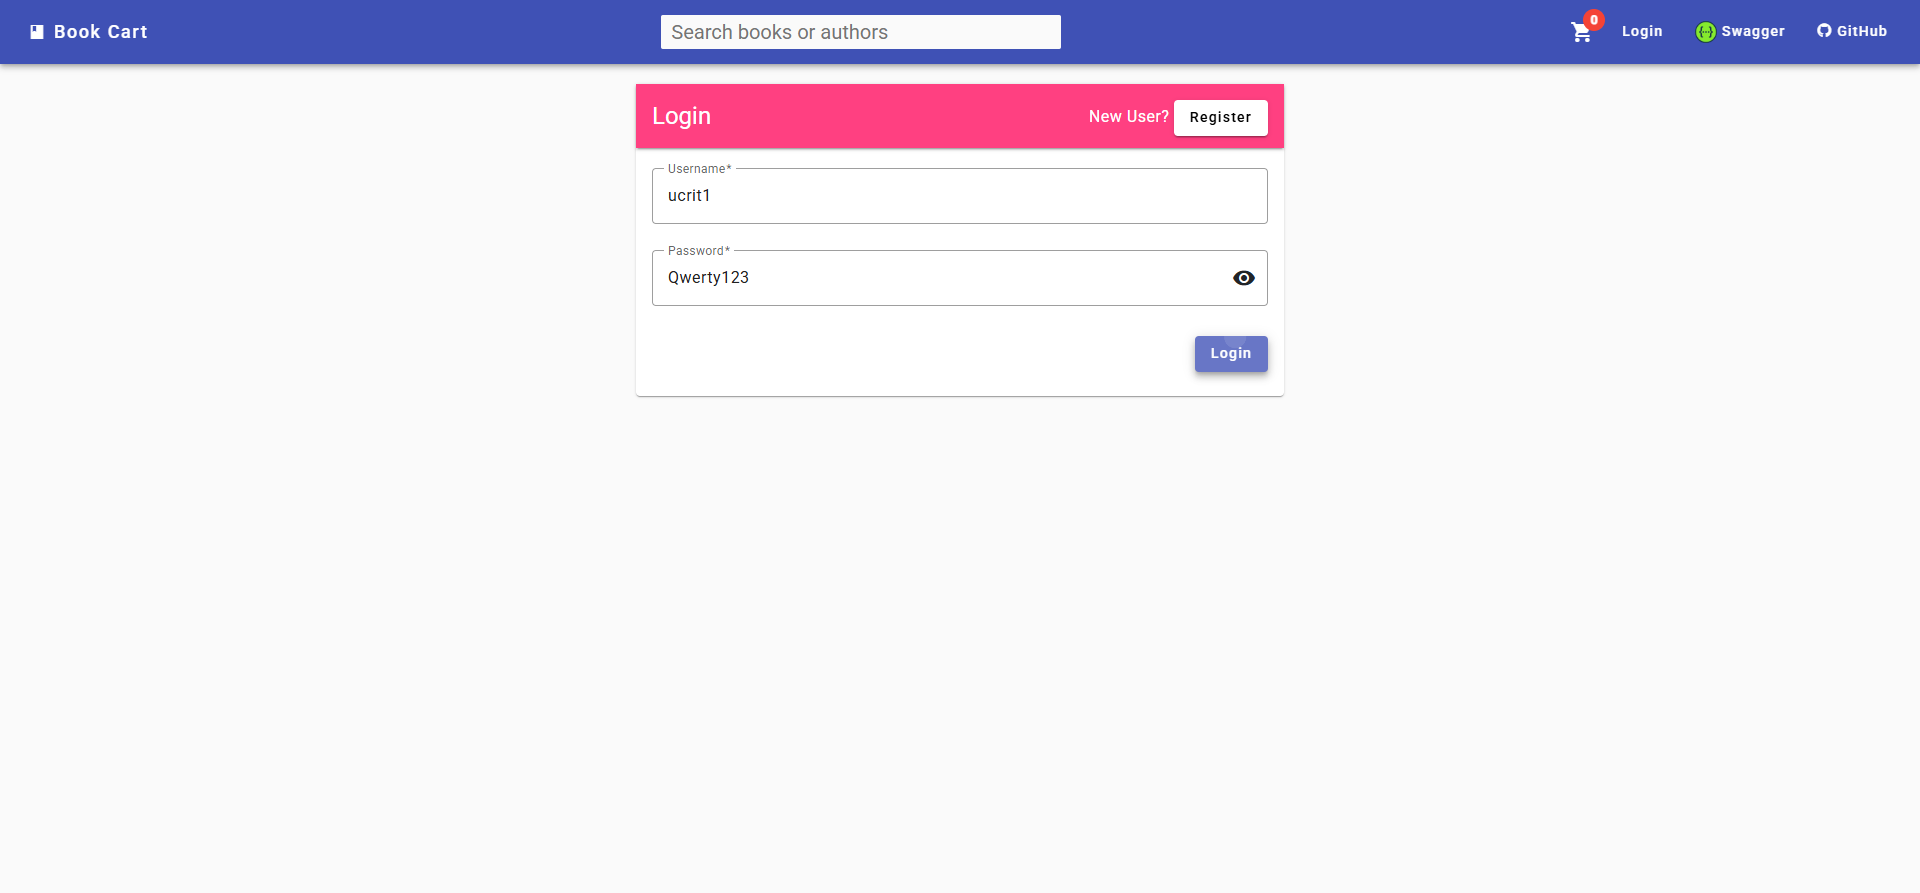 Book Cart
Search books or authors
0
Login
Swagger
GitHub
Login
New User?
Register
Username*
ucrit1
Password*
Qwerty123
Login